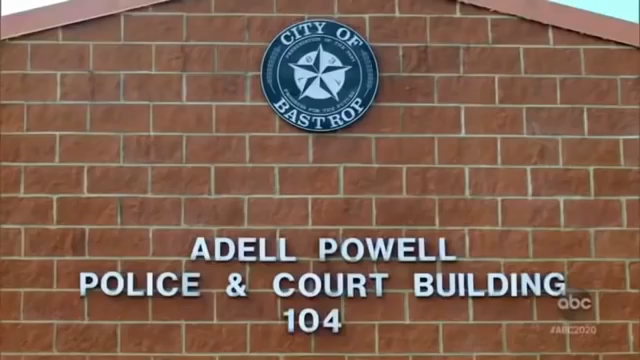 CITY OF
BASTROP
ADELL POWELL
POLICE & COURT BUILDING
104
abc
#ABC2020